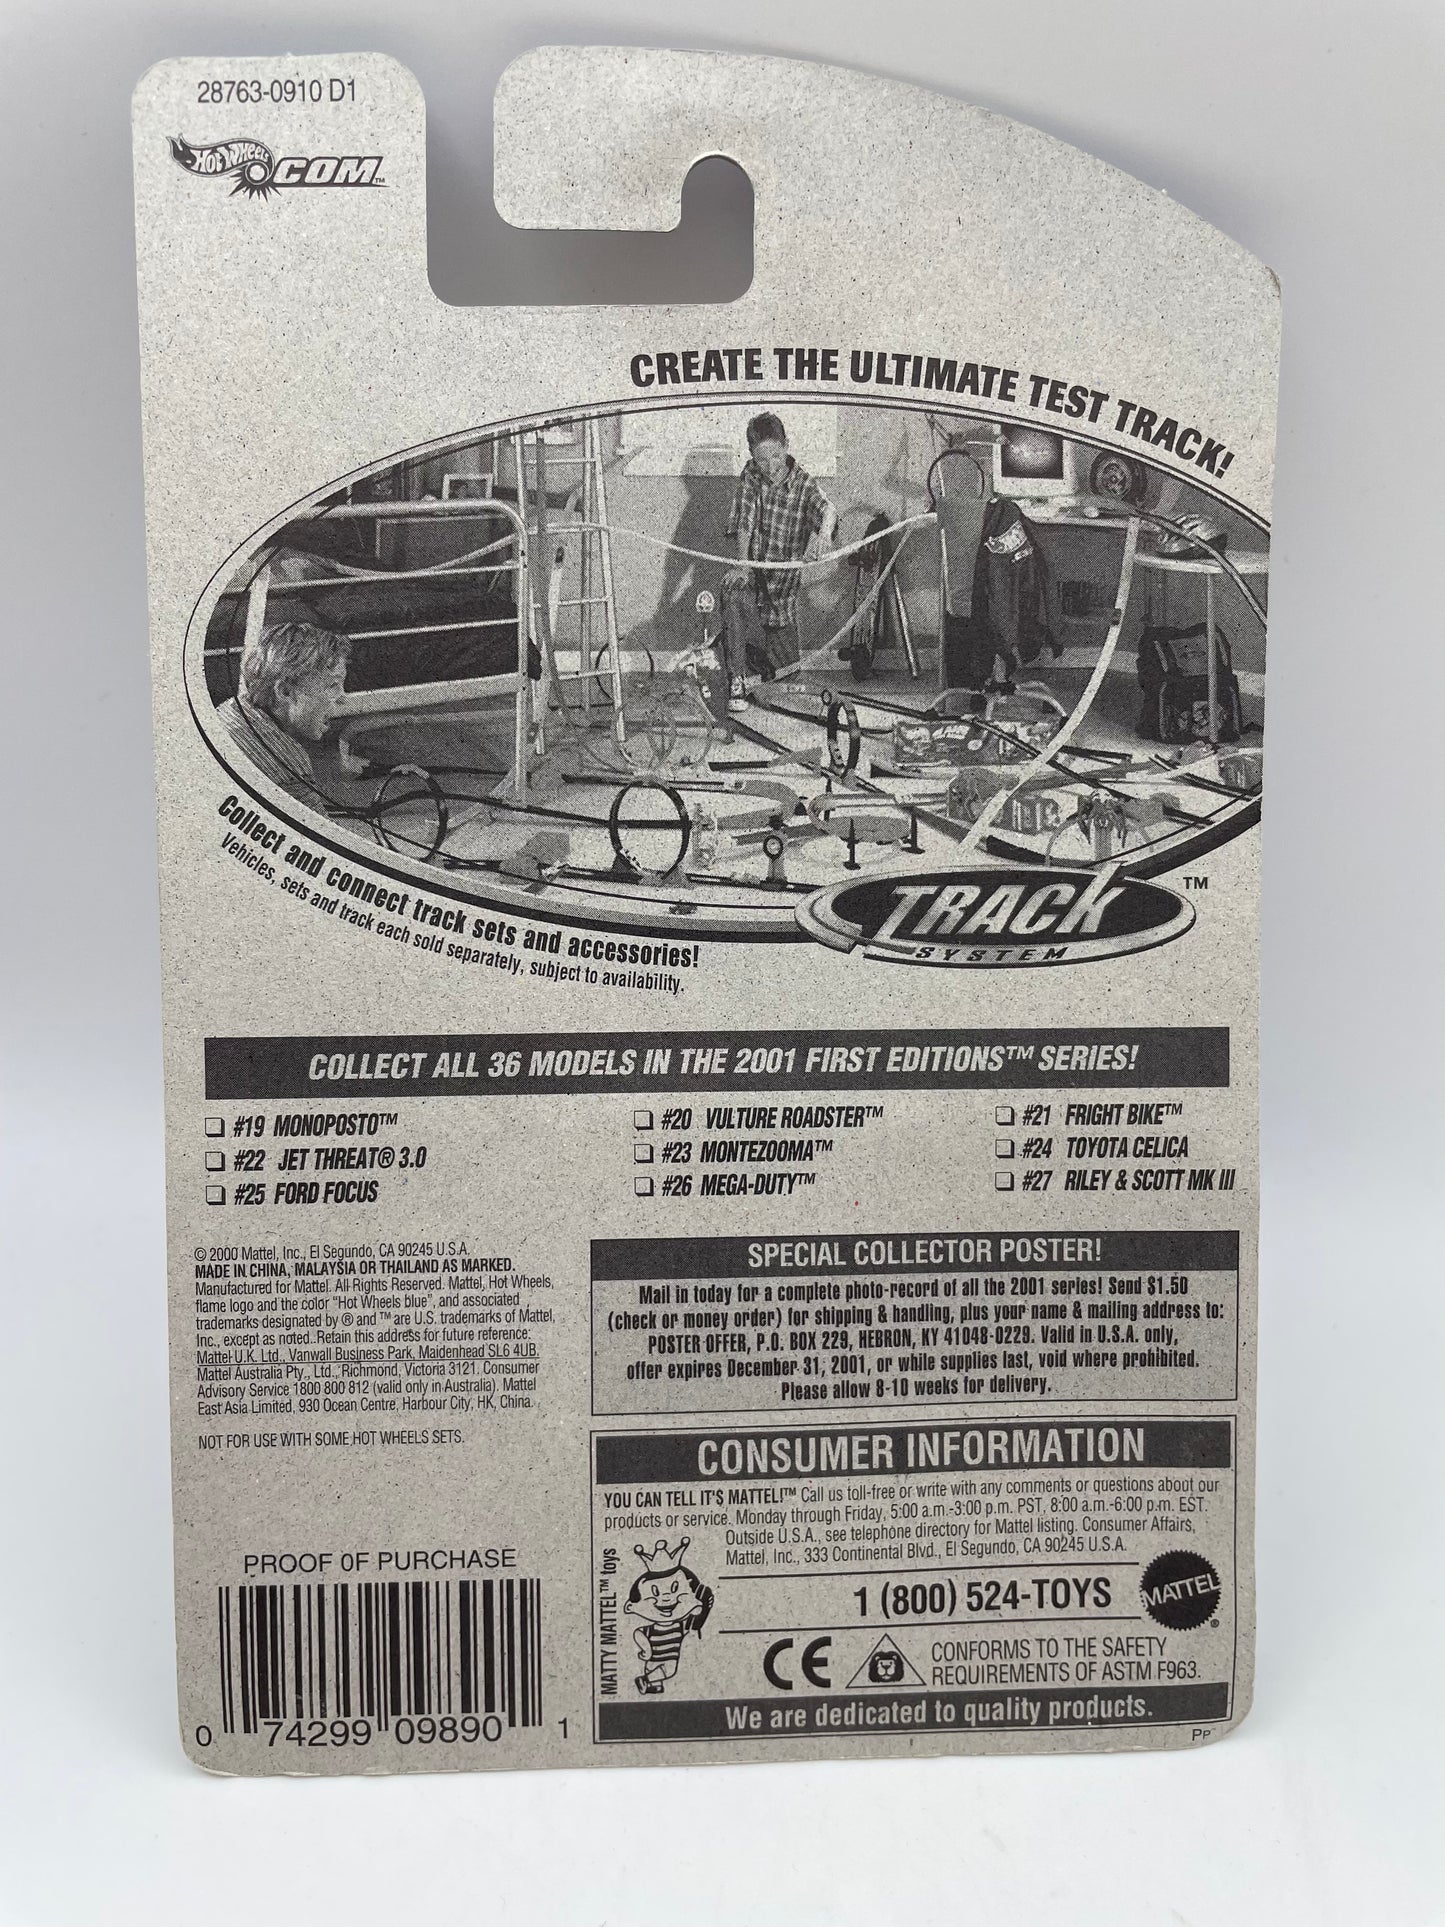 28763-0910 D1
HOT WHEELS .COM™
CREATE THE ULTIMATE TEST TRACK!
Collect and connect track sets and accessories!
Vehicles, sets and track each sold separately, subject to availability.
TRACK ™
SYSTEM
COLLECT ALL 36 MODELS IN THE 2001 FIRST EDITIONS™ SERIES!
#19 MONOPOSTO™ #20 VULTURE ROADSTER™ #21 FRIGHT BIKE™
#22 JET THREAT® 3.0 #23 MONTEZOOMA™ #24 TOYOTA CELICA
#25 FORD FOCUS #26 MEGA-DUTY™ #27 RILEY & SCOTT MK III
© 2000 Mattel, Inc., El Segundo, CA 90245 U.S.A.
MADE IN CHINA, MALAYSIA OR THAILAND AS MARKED.
Manufactured for Mattel. All Rights Reserved. Mattel, Hot Wheels,
flame logo and the color "Hot Wheels blue", and associated
trademarks designated by ® and ™ are U.S. trademarks of Mattel,
Inc., except as noted. Retain this address for future reference:
Mattel U.K. Ltd., Vanwall Business Park, Maidenhead SL6 4UB.
Mattel Australia Pty., Ltd., Richmond, Victoria 3121. Consumer
Advisory Service 1800 800 812 (valid only in Australia). Mattel
East Asia Limited, 930 Ocean Centre, Harbour City, HK, China.
NOT FOR USE WITH SOME HOT WHEELS SETS.
SPECIAL COLLECTOR POSTER!
Mail in today for a complete photo-record of all the 2001 series! Send $1.50
(check or money order) for shipping & handling, plus your name & mailing address to:
POSTER OFFER, P.O. BOX 229, HEBRON, KY 41048-0229. Valid in U.S.A. only,
offer expires December 31, 2001, or while supplies last, void where prohibited.
Please allow 8-10 weeks for delivery.
CONSUMER INFORMATION
YOU CAN TELL IT'S MATTEL!™ Call us toll-free or write with any comments or questions about our
products or service. Monday through Friday, 5:00 a.m.-3:00 p.m. PST, 8:00 a.m.-6:00 p.m. EST.
Outside U.S.A., see telephone directory for Mattel listing. Consumer Affairs,
Mattel, Inc., 333 Continental Blvd., El Segundo, CA 90245 U.S.A.
MATTY MATTEL™ toys
1 (800) 524-TOYS
MATTEL ®
CE
CONFORMS TO THE SAFETY
REQUIREMENTS OF ASTM F963.
We are dedicated to quality products.
PP
PROOF OF PURCHASE
0 74299 09890 1